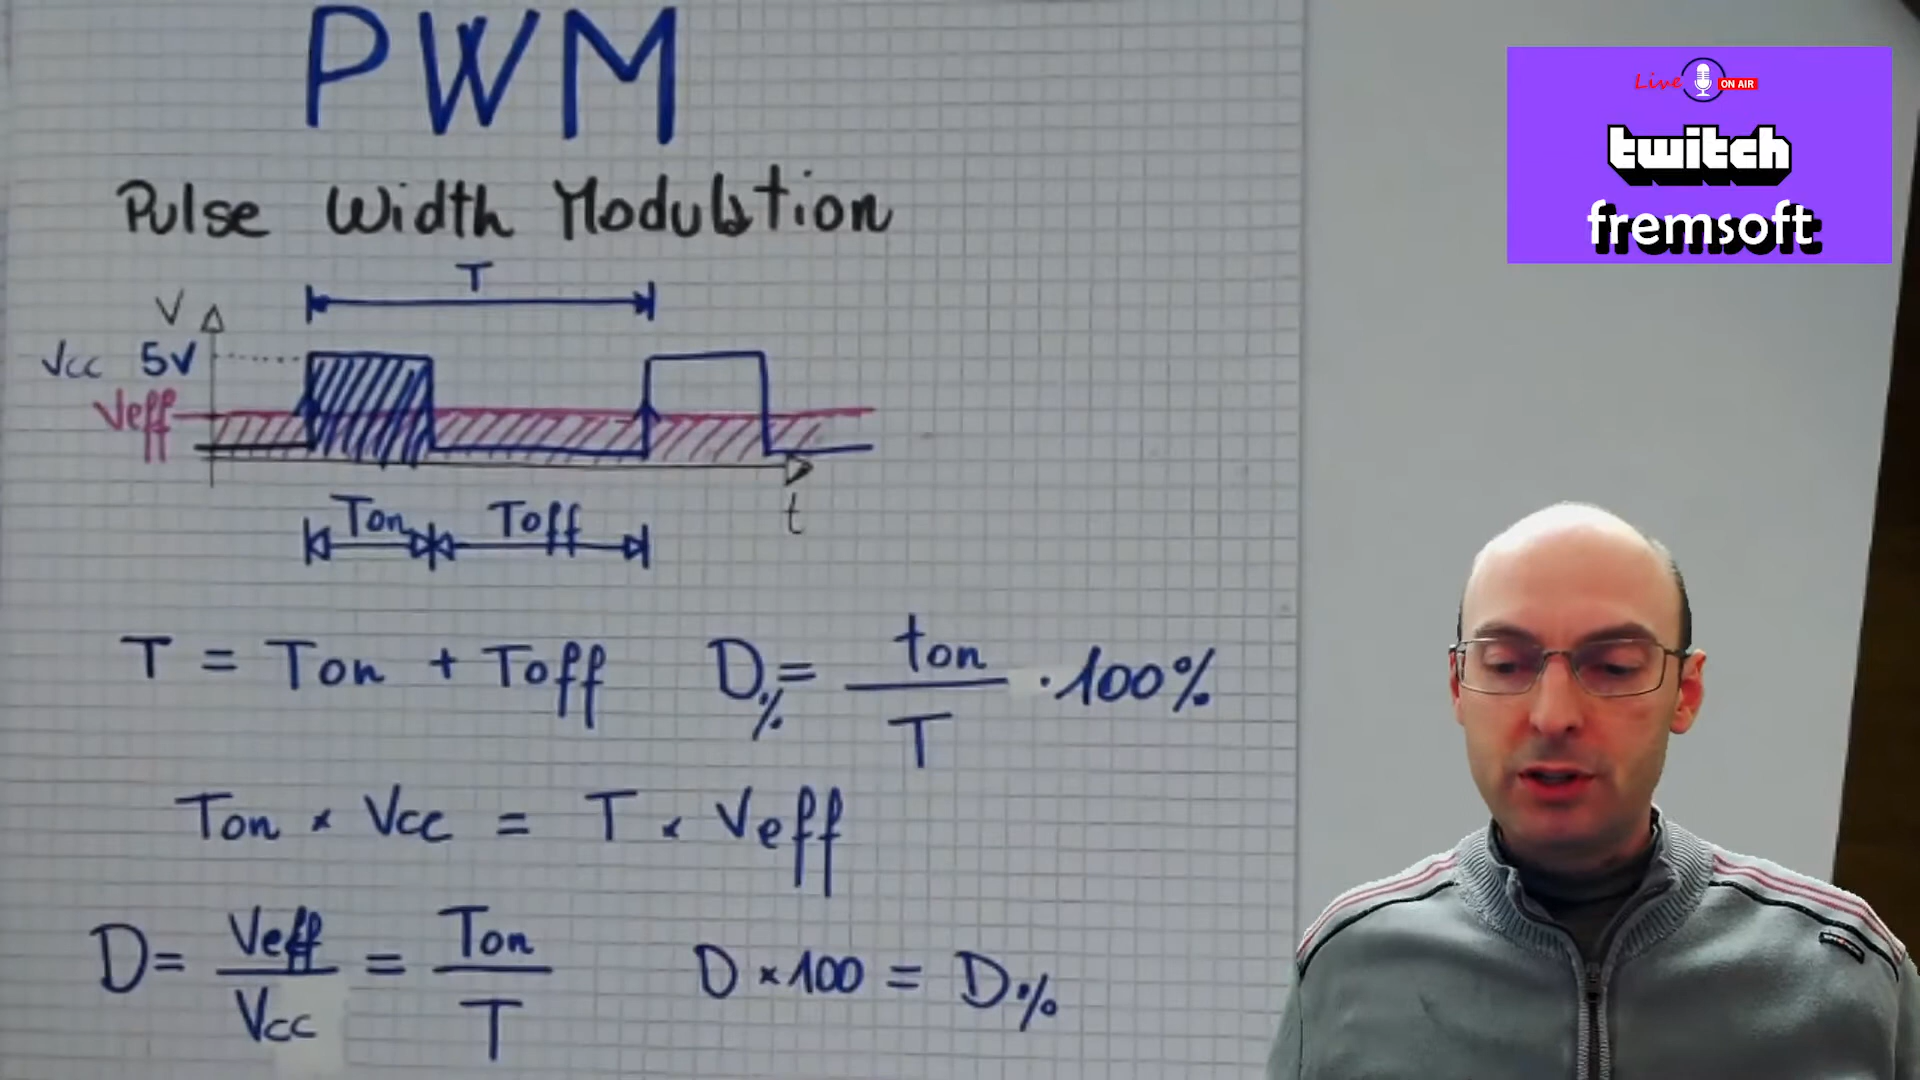 PWM
Pulse Width Modulation
T
V
Vcc 5V
Veff
t
Ton Toff
T = Ton + Toff
D% = ton / T · 100%
Ton × Vcc = T × Veff
D = Veff / Vcc = Ton / T
D × 100 = D%
Live ON AIR
twitch
fremsoft